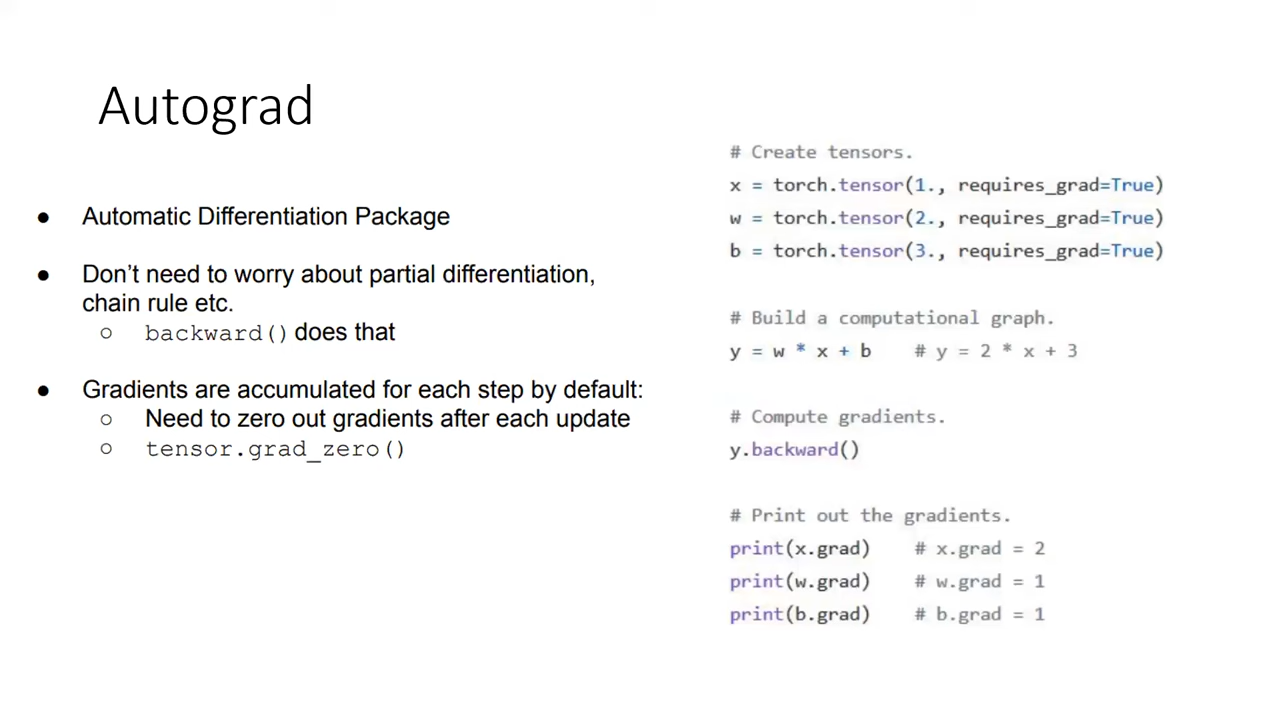 Autograd
● Automatic Differentiation Package
● Don’t need to worry about partial differentiation,
chain rule etc.
○ backward() does that
● Gradients are accumulated for each step by default:
○ Need to zero out gradients after each update
○ tensor.grad_zero()
# Create tensors.
x = torch.tensor(1., requires_grad=True)
w = torch.tensor(2., requires_grad=True)
b = torch.tensor(3., requires_grad=True)
# Build a computational graph.
y = w * x + b    # y = 2 * x + 3
# Compute gradients.
y.backward()
# Print out the gradients.
print(x.grad)    # x.grad = 2
print(w.grad)    # w.grad = 1
print(b.grad)    # b.grad = 1